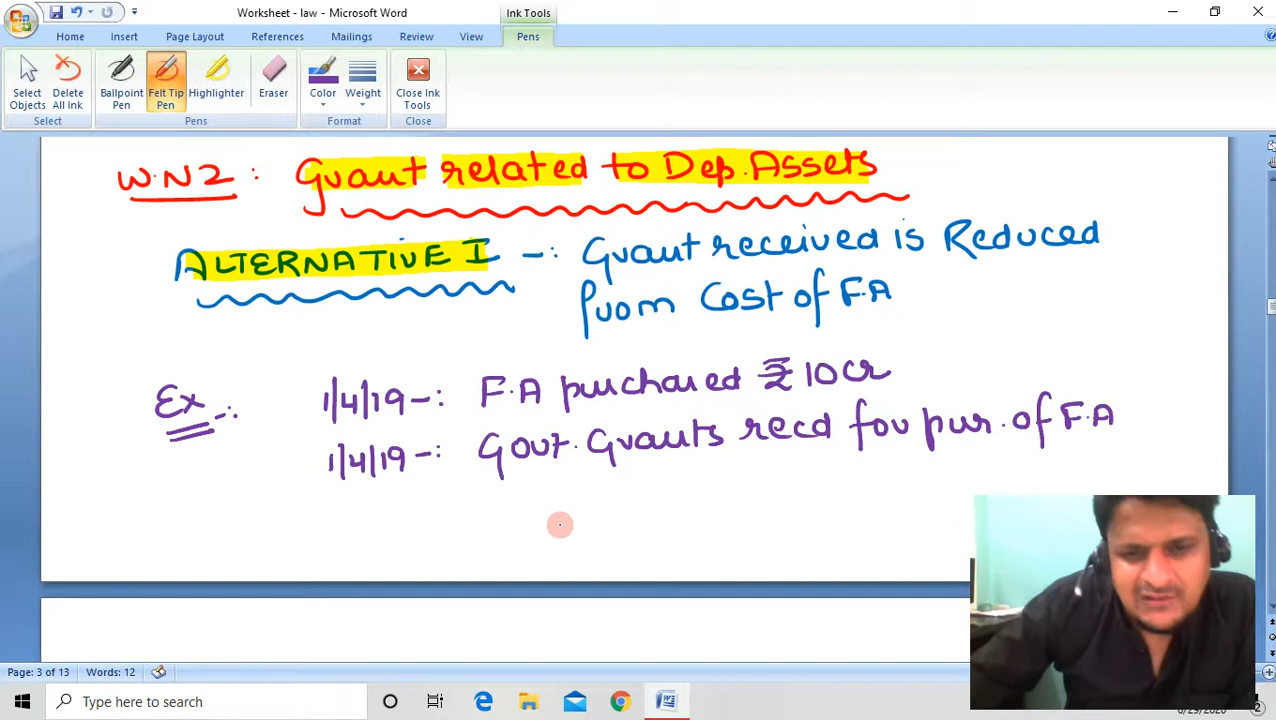 Worksheet - law - Microsoft Word
Ink Tools
Home Insert Page Layout References Mailings Review View Pens
Select Objects
Delete All Ink
Ballpoint Pen
Felt Tip Pen
Highlighter
Eraser
Color
Weight
Close Ink Tools
Select Pens Format Close
W.N2 : Grant related to Dep. Assets
ALTERNATIVE I -: Grant received is Reduced
from Cost of F.A
Ex -: 1/4/19 -: F.A purchased ₹ 10 Cr
1/4/19 -: Govt. Grants recd for pur. of F.A
Page: 3 of 13 Words: 12
Type here to search